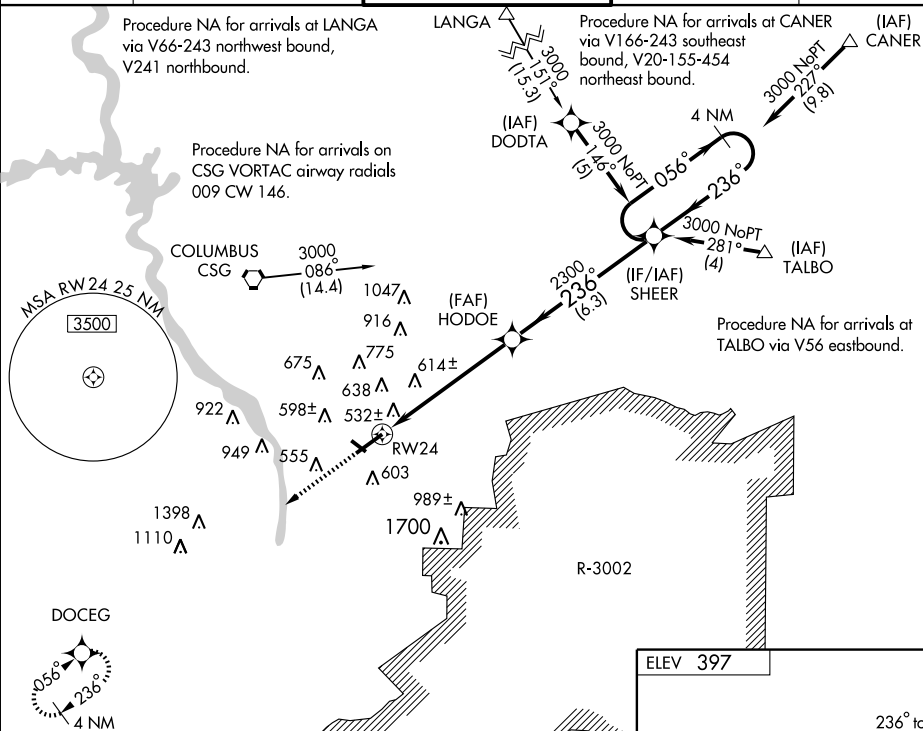 Procedure NA for arrivals at LANGA
via V66-243 northwest bound,
V241 northbound.
LANGA
3000
151°
(15.3)
Procedure NA for arrivals at CANER
via V166-243 southeast
bound, V20-155-454
northeast bound.
(IAF)
CANER
3000 NoPT
227°
(9.8)
(IAF)
DODTA
3000 NoPT
146°
(5)
4 NM
056°
236°
Procedure NA for arrivals on
CSG VORTAC airway radials
009 CW 146.
3000 NoPT
281°
(4)
(IAF)
TALBO
(IF/IAF)
SHEER
COLUMBUS
CSG
3000
086°
(14.4)
2300
236°
(6.3)
(FAF)
HODOE
MSA RW24 25 NM
3500
Procedure NA for arrivals at
TALBO via V56 eastbound.
1047
916
775
675
614±
638
598±
532±
922
949
555
RW24
603
989±
1700
1398
1110
R-3002
DOCEG
056°
236°
4 NM
ELEV 397
236° to